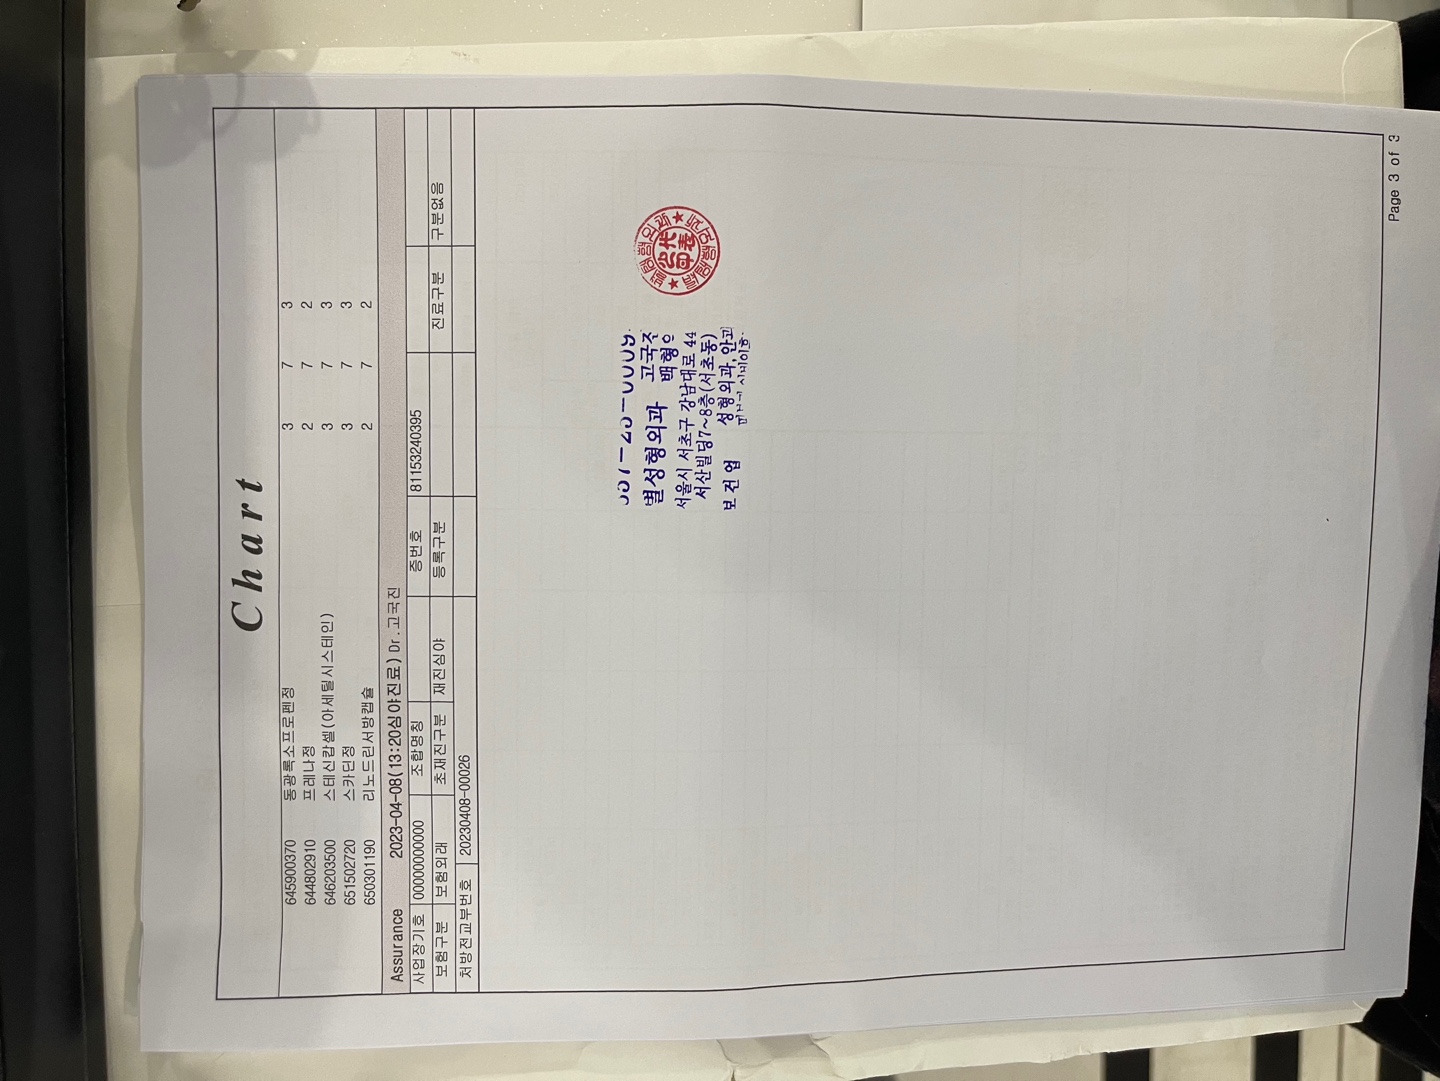 Chart
645900370 동광록소프로펜정 3 7 3
644802910 프레나정 2 7 2
646203500 스테신캅셀(아세틸시스테인) 3 7 3
651502720 스카딘정 3 7 3
650301190 리노드린서방캡슐 2 7 2
Assurance 2023-04-08(13:20심야진료) Dr.고국진
사업장기호 00000000000 조합명칭 증번호 81153240395
보험구분 보험외래 초재진구분 재진심야 등록구분 진료구분 구분없음
처방전교부번호 20230408-00026
별성형외과 고국진
백형
서울시 서초구 강남대로 44
서산빌딩7~8층(서초동)
보건업 성형외과,안과
Page 3 of 3